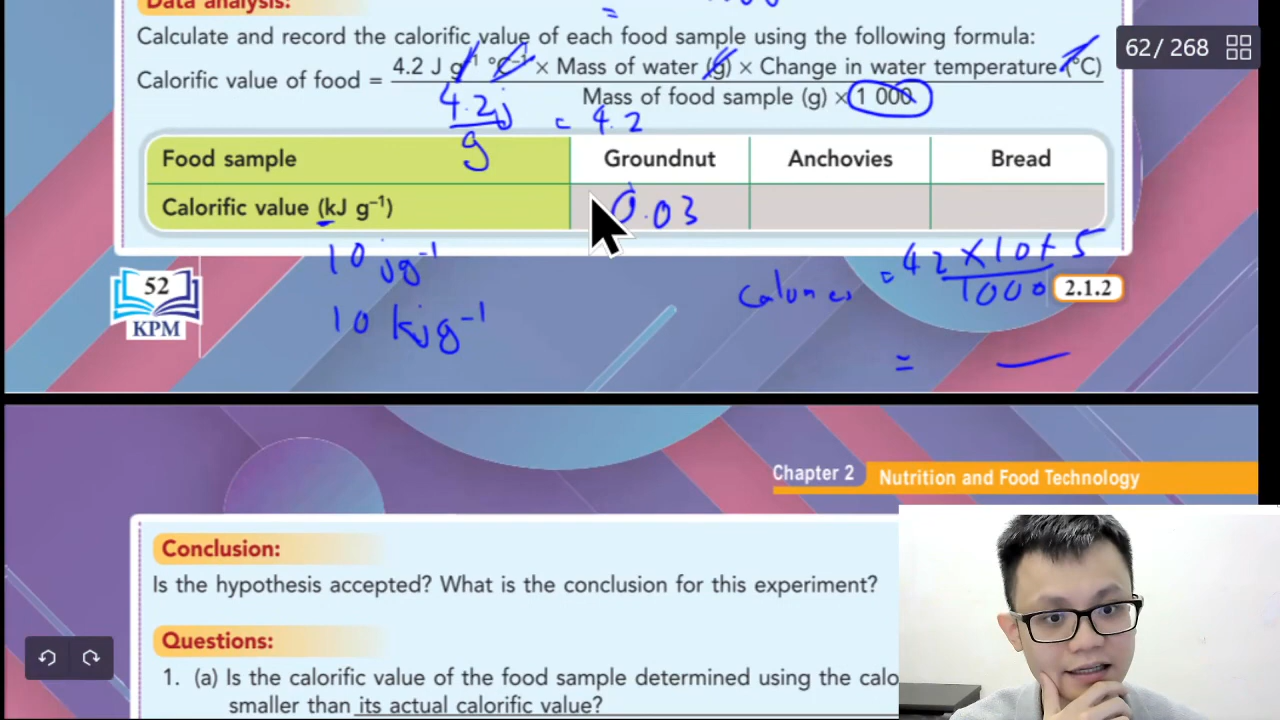 Data analysis:
62/ 268
Calculate and record the calorific value of each food sample using the following formula:
Calorific value of food = 4.2 J g⁻¹ °C⁻¹ × Mass of water (g) × Change in water temperature (°C)
Mass of food sample (g) × 1 000
4.2j
g
= 4.2
Food sample Groundnut Anchovies Bread
Calorific value (kJ g⁻¹) 0.03
10 jg⁻¹
10 kjg⁻¹
52
KPM
1000
2.1.2
=
Chapter 2 Nutrition and Food Technology
Conclusion:
Is the hypothesis accepted? What is the conclusion for this experiment?
Questions:
1. (a) Is the calorific value of the food sample determined using the calo
smaller than its actual calorific value?